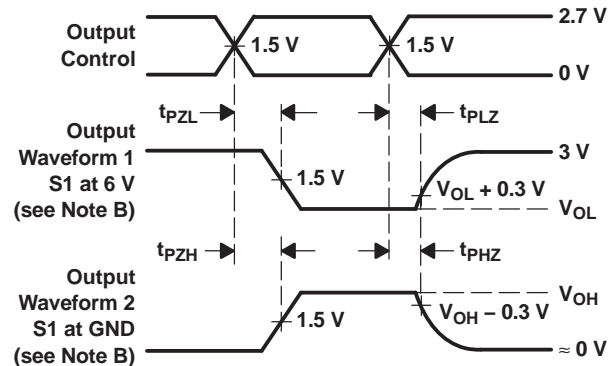 Output
Control
1.5 V
1.5 V
2.7 V
0 V
tPZL
tPLZ
Output
Waveform 1
S1 at 6 V
(see Note B)
1.5 V
3 V
VOL + 0.3 V
VOL
tPZH
tPHZ
Output
Waveform 2
S1 at GND
(see Note B)
1.5 V
VOH
VOH − 0.3 V
≈ 0 V